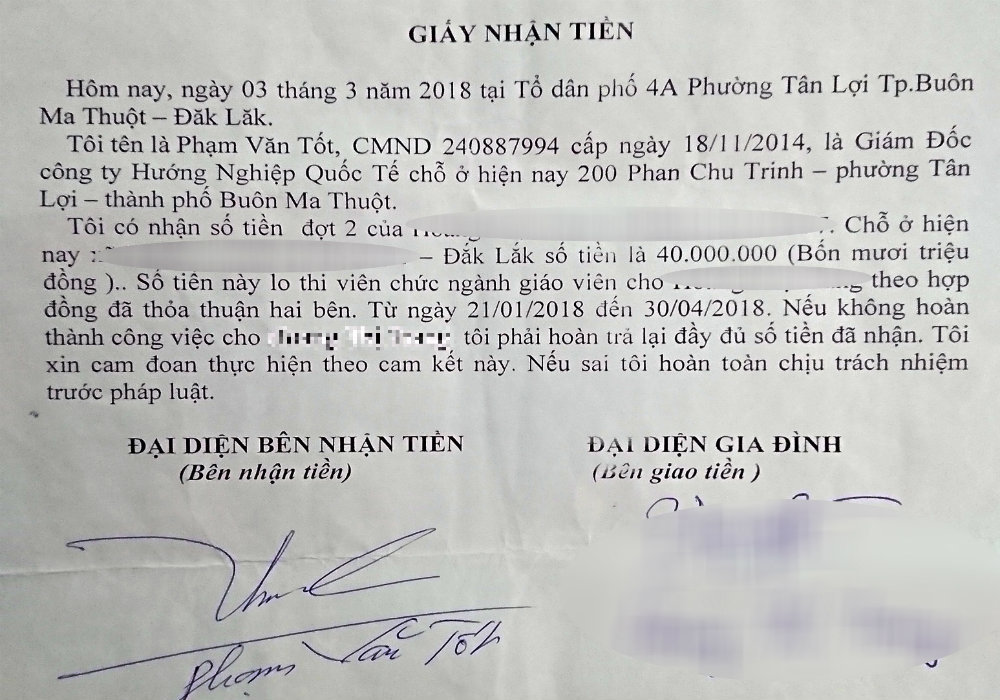 GIẤY NHẬN TIỀN
Hôm nay, ngày 03 tháng 3 năm 2018 tại Tổ dân phố 4A Phường Tân Lợi Tp.Buôn
Ma Thuột – Đăk Lăk.
Tôi tên là Phạm Văn Tốt, CMND 240887994 cấp ngày 18/11/2014, là Giám Đốc
công ty Hướng Nghiệp Quốc Tế chỗ ở hiện nay 200 Phan Chu Trinh – phường Tân
Lợi – thành phố Buôn Ma Thuột.
Tôi có nhận số tiền đợt 2 của . Chỗ ở hiện
nay – Đắk Lắk số tiền là 40.000.000 (Bốn mươi triệu
đồng ).. Số tiền này lo thi viên chức ngành giáo viên cho theo hợp
đồng đã thỏa thuận hai bên. Từ ngày 21/01/2018 đến 30/04/2018. Nếu không hoàn
thành công việc cho tôi phải hoàn trả lại đầy đủ số tiền đã nhận. Tôi
xin cam đoan thực hiện theo cam kết này. Nếu sai tôi hoàn toàn chịu trách nhiệm
trước pháp luật.
ĐẠI DIỆN BÊN NHẬN TIỀN
(Bên nhận tiền)
ĐẠI DIỆN GIA ĐÌNH
(Bên giao tiền )
Phạm Văn Tốt